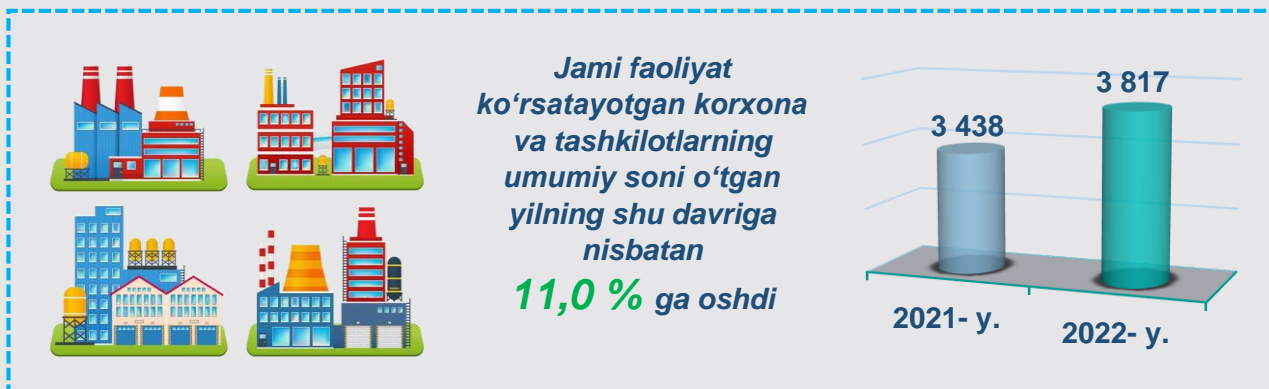 Jami faoliyat
ko‘rsatayotgan korxona
va tashkilotlarning
umumiy soni o‘tgan
yilning shu davriga
nisbatan
11,0 % ga oshdi
3 438
3 817
2021- y.
2022- y.